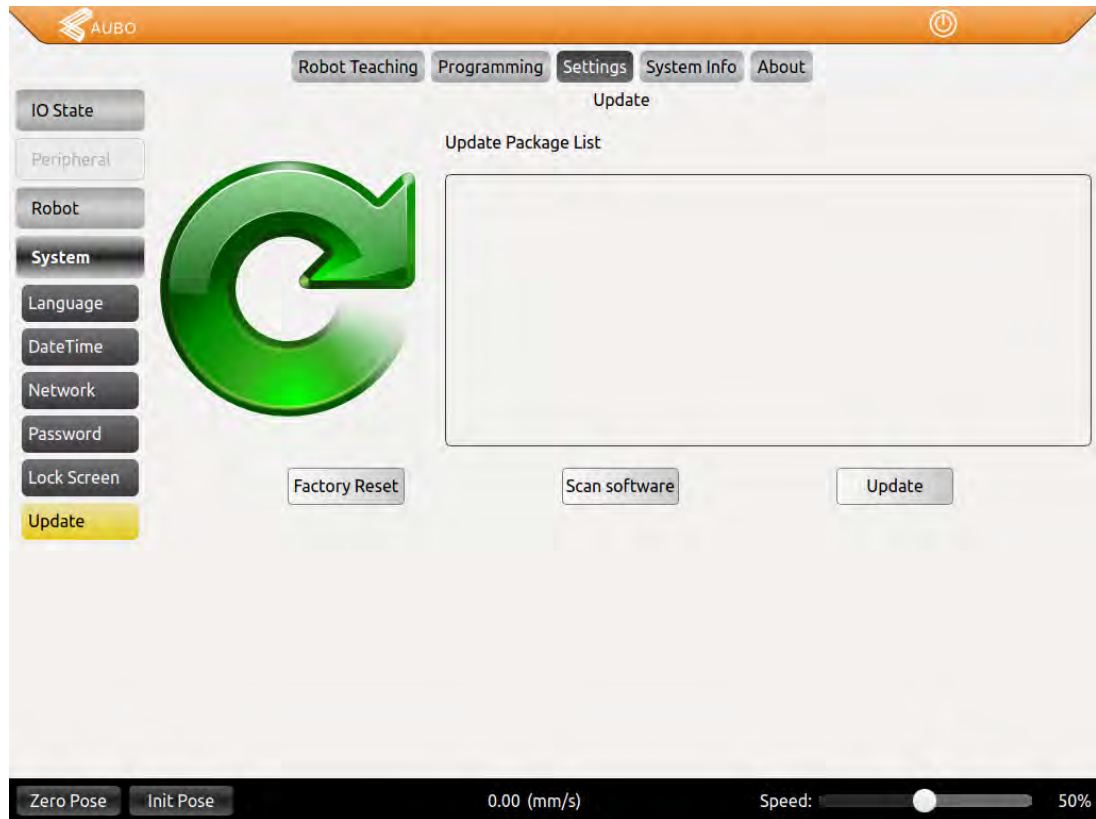 AUBO
Robot Teaching Programming Settings System Info About
Update
IO State
Update Package List
Peripheral
Robot
System
Language
DateTime
Network
Password
Lock Screen
Factory Reset Scan software Update
Update
Zero Pose Init Pose 0.00 (mm/s) Speed: 50%